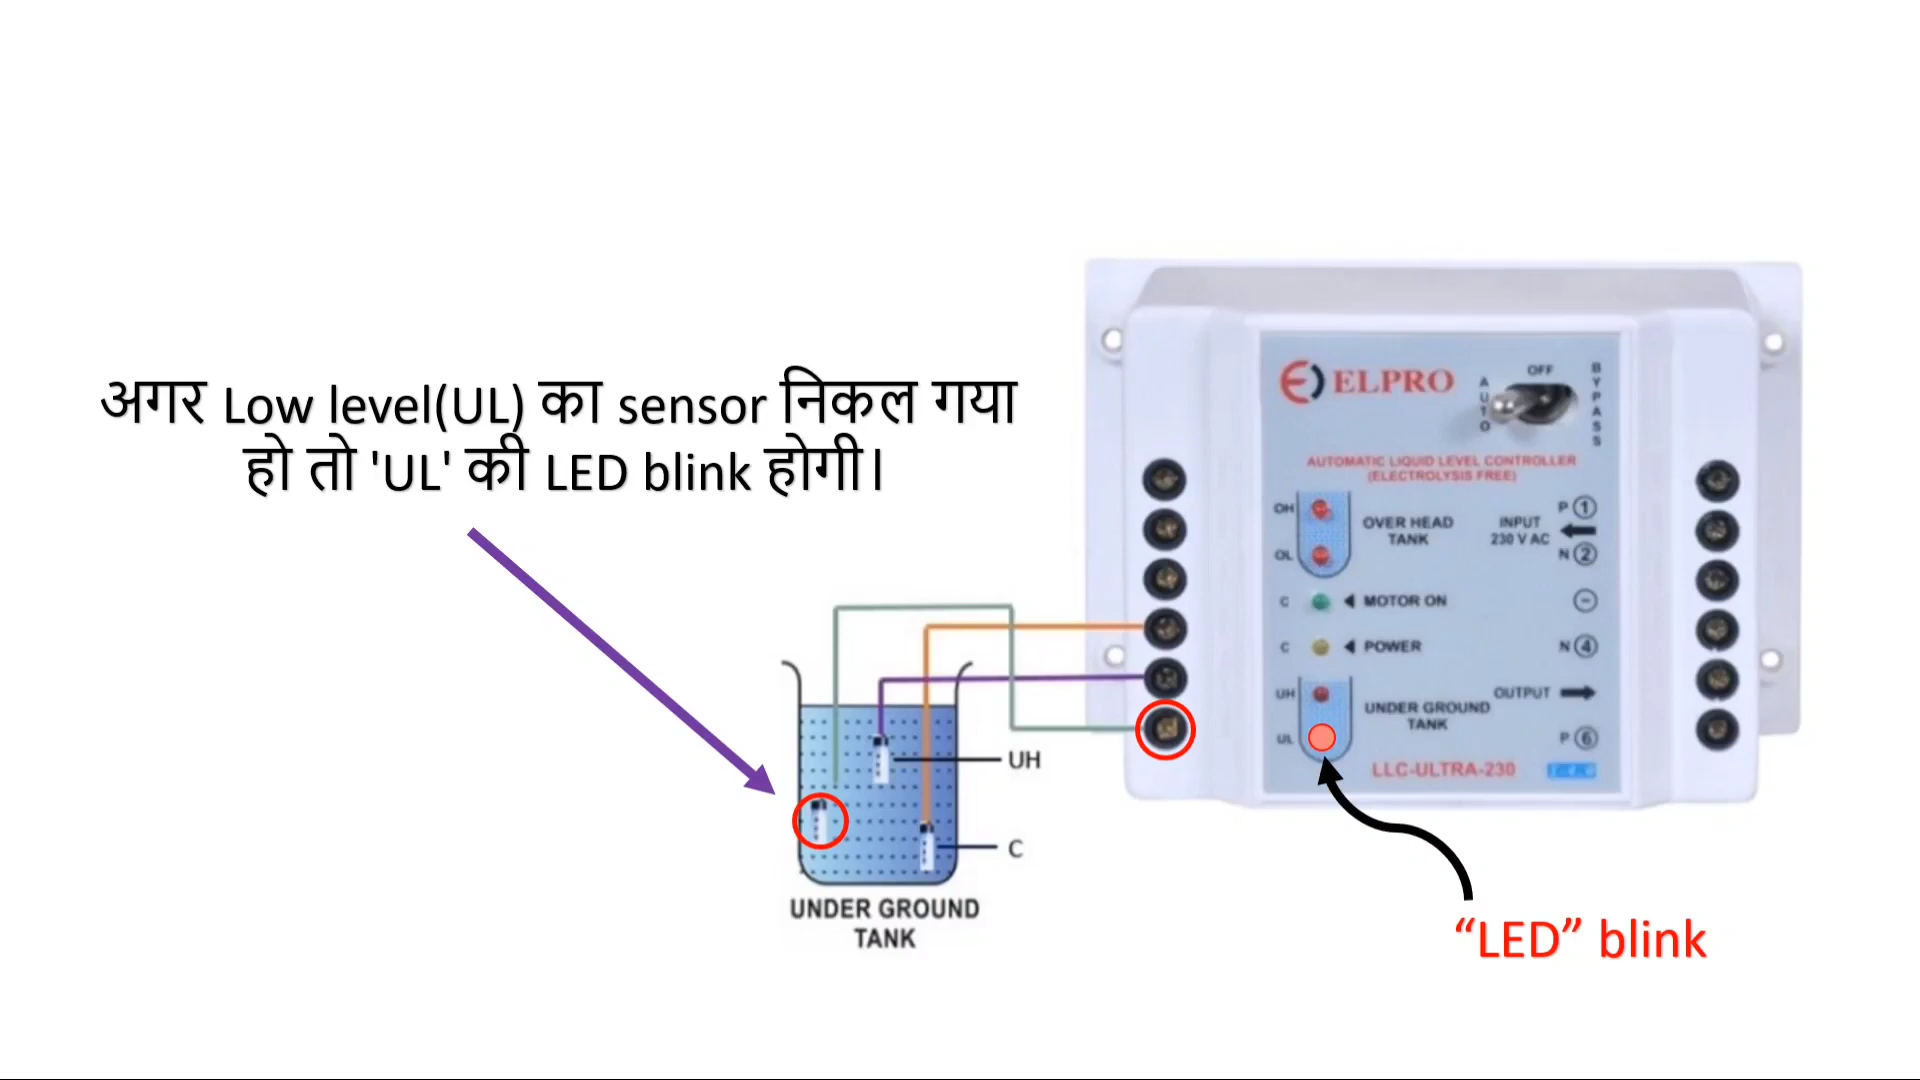 अगर Low level(UL) का sensor निकल गया
हो तो 'UL' की LED blink होगी।
ELPRO
OFF
AUTO
BYPASS
AUTOMATIC LIQUID LEVEL CONTROLLER
(ELECTROLYSIS FREE)
OH
OL
OVER HEAD
TANK
INPUT
230 V AC
P 1
N 2
C
MOTOR ON
C
POWER
N 4
UH
UL
UNDER GROUND
TANK
OUTPUT
P 6
LLC-ULTRA-230
UH
C
UNDER GROUND
TANK
“LED” blink